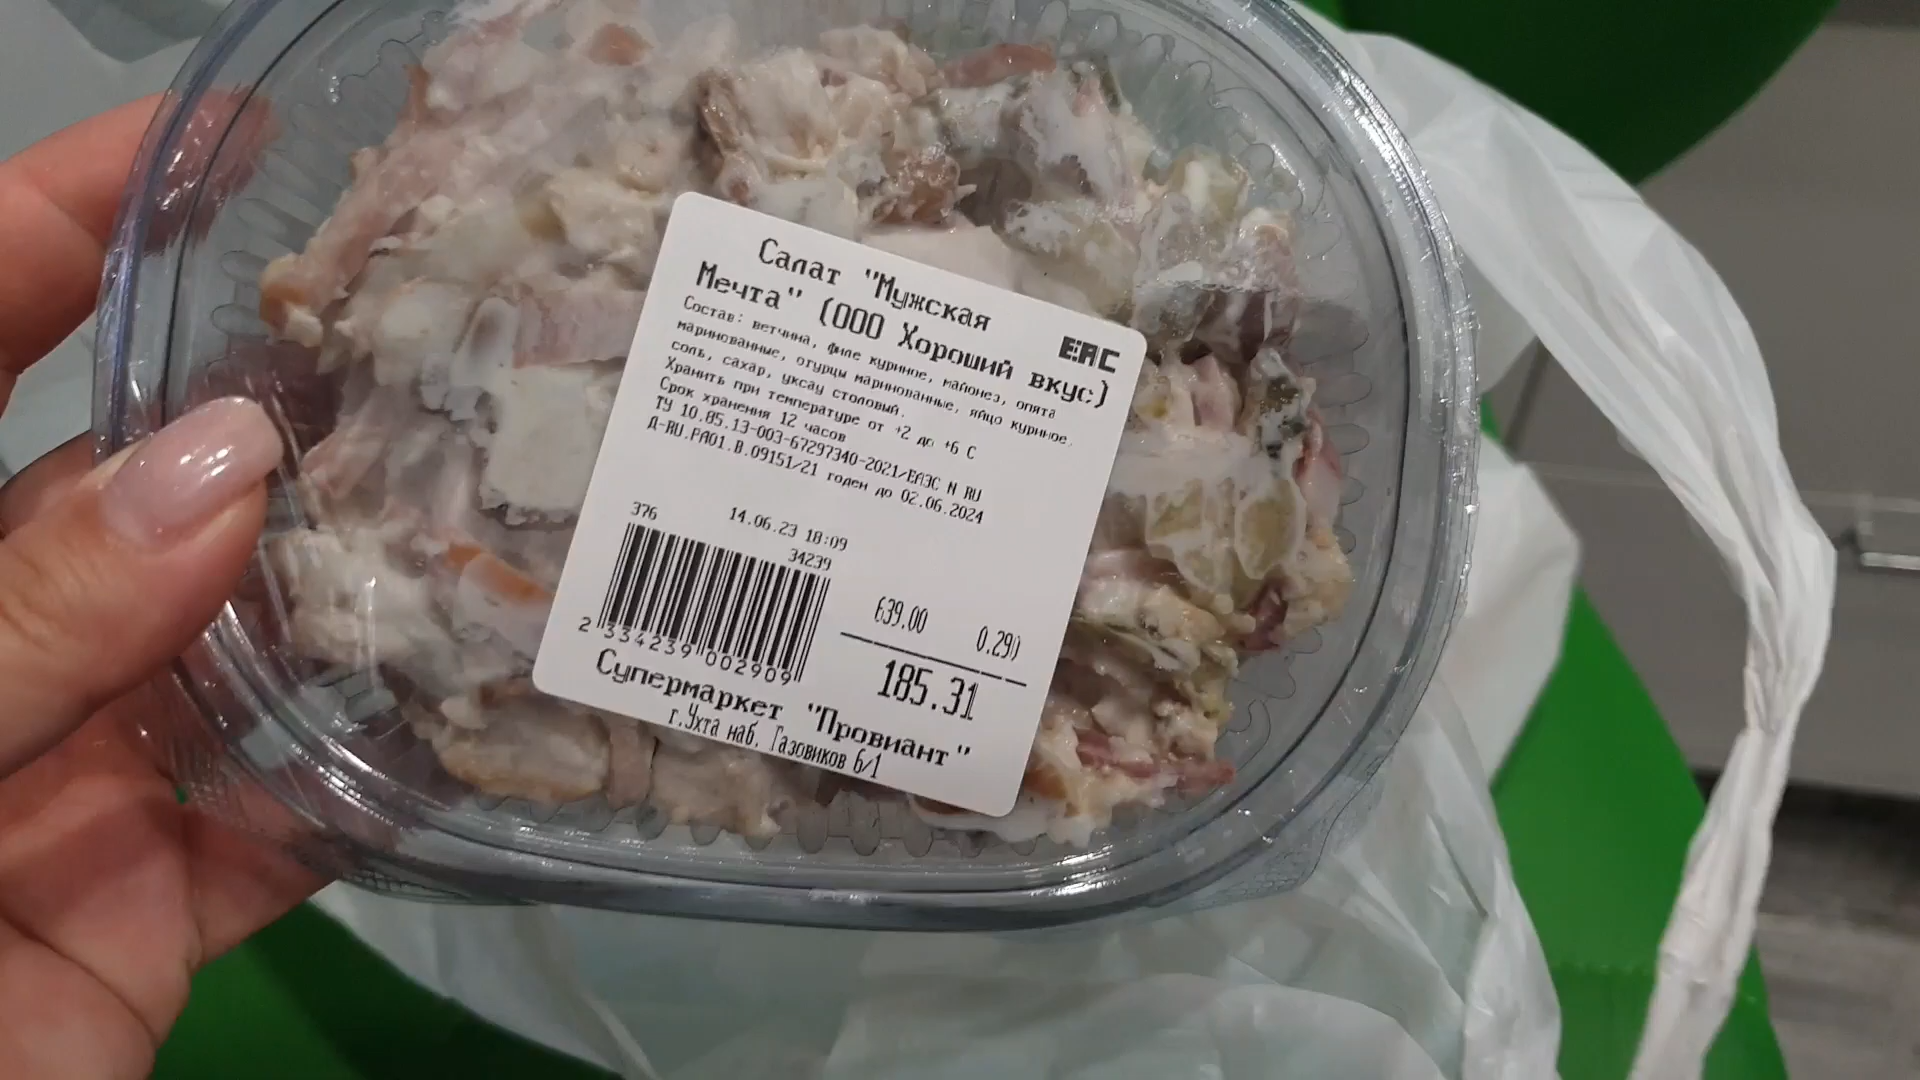 Салат "Мужская
Мечта" (ООО Хороший вкус)
ЕАС
Состав: ветчина, филе куриное, майонез, опята
маринованные, огурцы маринованные, яйцо куриное,
соль, сахар, уксау столовый.
Хранить при температуре от +2 до +6 С
Срок хранения 12 часов
ТУ 10.85.13-003-67297340-2021/ЕАЭС N RU
Д-RU.РА01.В.09151/21 годен до 02.06.2024
376 14.06.23 18:09
34239
2 334239 002909
639.00 0.290
185.31
Супермаркет "Провиант"
г.Ухта наб. Газовиков 6/1